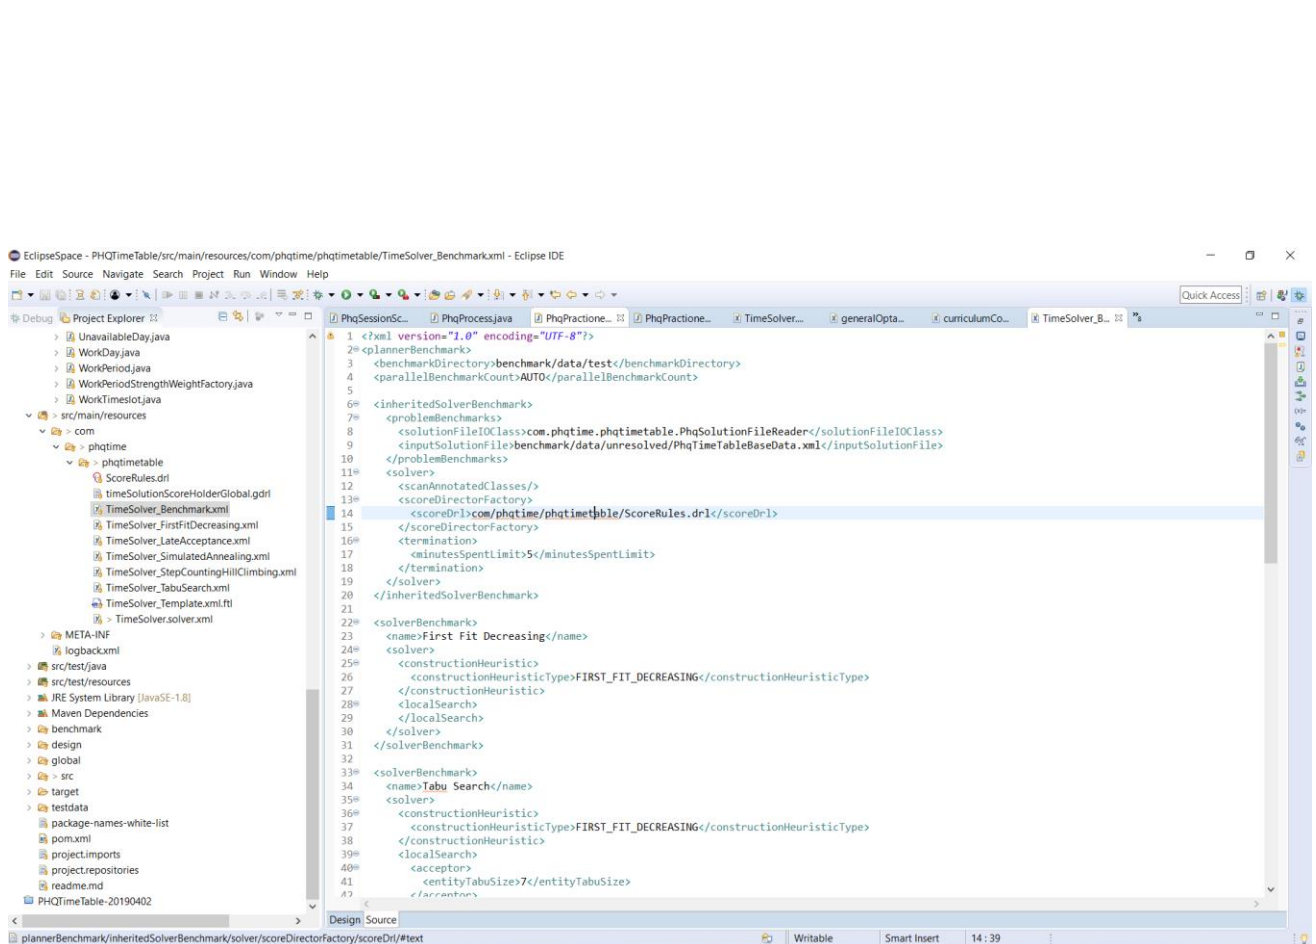 EclipseSpace - PHQTimeTable/src/main/resources/com/phqtime/phqtimetable/TimeSolver_Benchmark.xml - Eclipse IDE
File Edit Source Navigate Search Project Run Window Help
Quick Access
Debug Project Explorer
PhqSessionSc... PhqProcess.java PhqPractione... PhqPractione... TimeSolver.... generalOpta... curriculumCo... TimeSolver_B... »5
> UnavailableDay.java
> WorkDay.java
> WorkPeriod.java
> WorkPeriodStrengthWeightFactory.java
> WorkTimeslot.java
> src/main/resources
> com
> phqtime
> phqtimetable
ScoreRules.drl
timeSolutionScoreHolderGlobal.gdrl
TimeSolver_Benchmark.xml
TimeSolver_FirstFitDecreasing.xml
TimeSolver_LateAcceptance.xml
TimeSolver_SimulatedAnnealing.xml
TimeSolver_StepCountingHillClimbing.xml
TimeSolver_TabuSearch.xml
TimeSolver_Template.xml.ftl
> TimeSolver.solver.xml
> META-INF
logback.xml
> src/test/java
> src/test/resources
> JRE System Library [JavaSE-1.8]
> Maven Dependencies
> benchmark
> design
> global
> > src
> target
> testdata
package-names-white-list
pom.xml
project.imports
project.repositories
readme.md
PHQTimeTable-20190402
1 <?xml version="1.0" encoding="UTF-8"?>
2 <plannerBenchmark>
3 <benchmarkDirectory>benchmark/data/test</benchmarkDirectory>
4 <parallelBenchmarkCount>AUTO</parallelBenchmarkCount>
5
6 <inheritedSolverBenchmark>
7 <problemBenchmarks>
8 <solutionFileIOClass>com.phqtime.phqtimetable.PhqSolutionFileReader</solutionFileIOClass>
9 <inputSolutionFile>benchmark/data/unresolved/PhqTimeTableBaseData.xml</inputSolutionFile>
10 </problemBenchmarks>
11 <solver>
12 <scanAnnotatedClasses/>
13 <scoreDirectorFactory>
14 <scoreDrl>com/phqtime/phqtimetable/ScoreRules.drl</scoreDrl>
15 </scoreDirectorFactory>
16 <termination>
17 <minutesSpentLimit>5</minutesSpentLimit>
18 </termination>
19 </solver>
20 </inheritedSolverBenchmark>
21
22 <solverBenchmark>
23 <name>First Fit Decreasing</name>
24 <solver>
25 <constructionHeuristic>
26 <constructionHeuristicType>FIRST_FIT_DECREASING</constructionHeuristicType>
27 </constructionHeuristic>
28 <localSearch>
29 </localSearch>
30 </solver>
31 </solverBenchmark>
32
33 <solverBenchmark>
34 <name>Tabu Search</name>
35 <solver>
36 <constructionHeuristic>
37 <constructionHeuristicType>FIRST_FIT_DECREASING</constructionHeuristicType>
38 </constructionHeuristic>
39 <localSearch>
40 <acceptor>
41 <entityTabuSize>7</entityTabuSize>
42 </acceptor>
Design Source
plannerBenchmark/inheritedSolverBenchmark/solver/scoreDirectorFactory/scoreDrl/#text
Writable Smart Insert 14 : 39